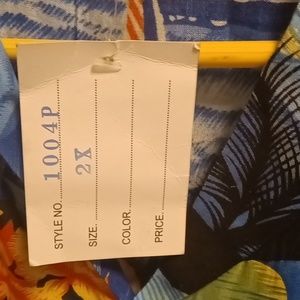 STYLE NO. 1004P
SIZE. 2X
COLOR.
PRICE.